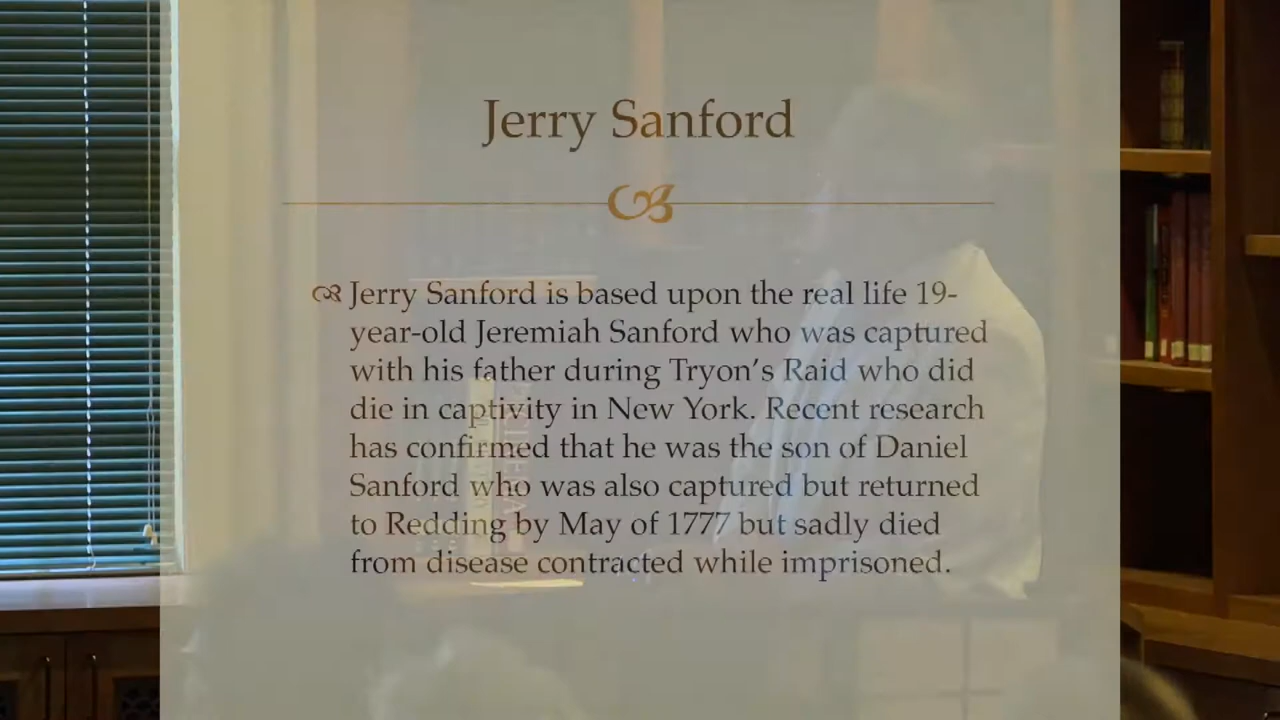 Jerry Sanford
Jerry Sanford is based upon the real life 19-
year-old Jeremiah Sanford who was captured
with his father during Tryon's Raid who did
die in captivity in New York. Recent research
has confirmed that he was the son of Daniel
Sanford who was also captured but returned
to Redding by May of 1777 but sadly died
from disease contracted while imprisoned.